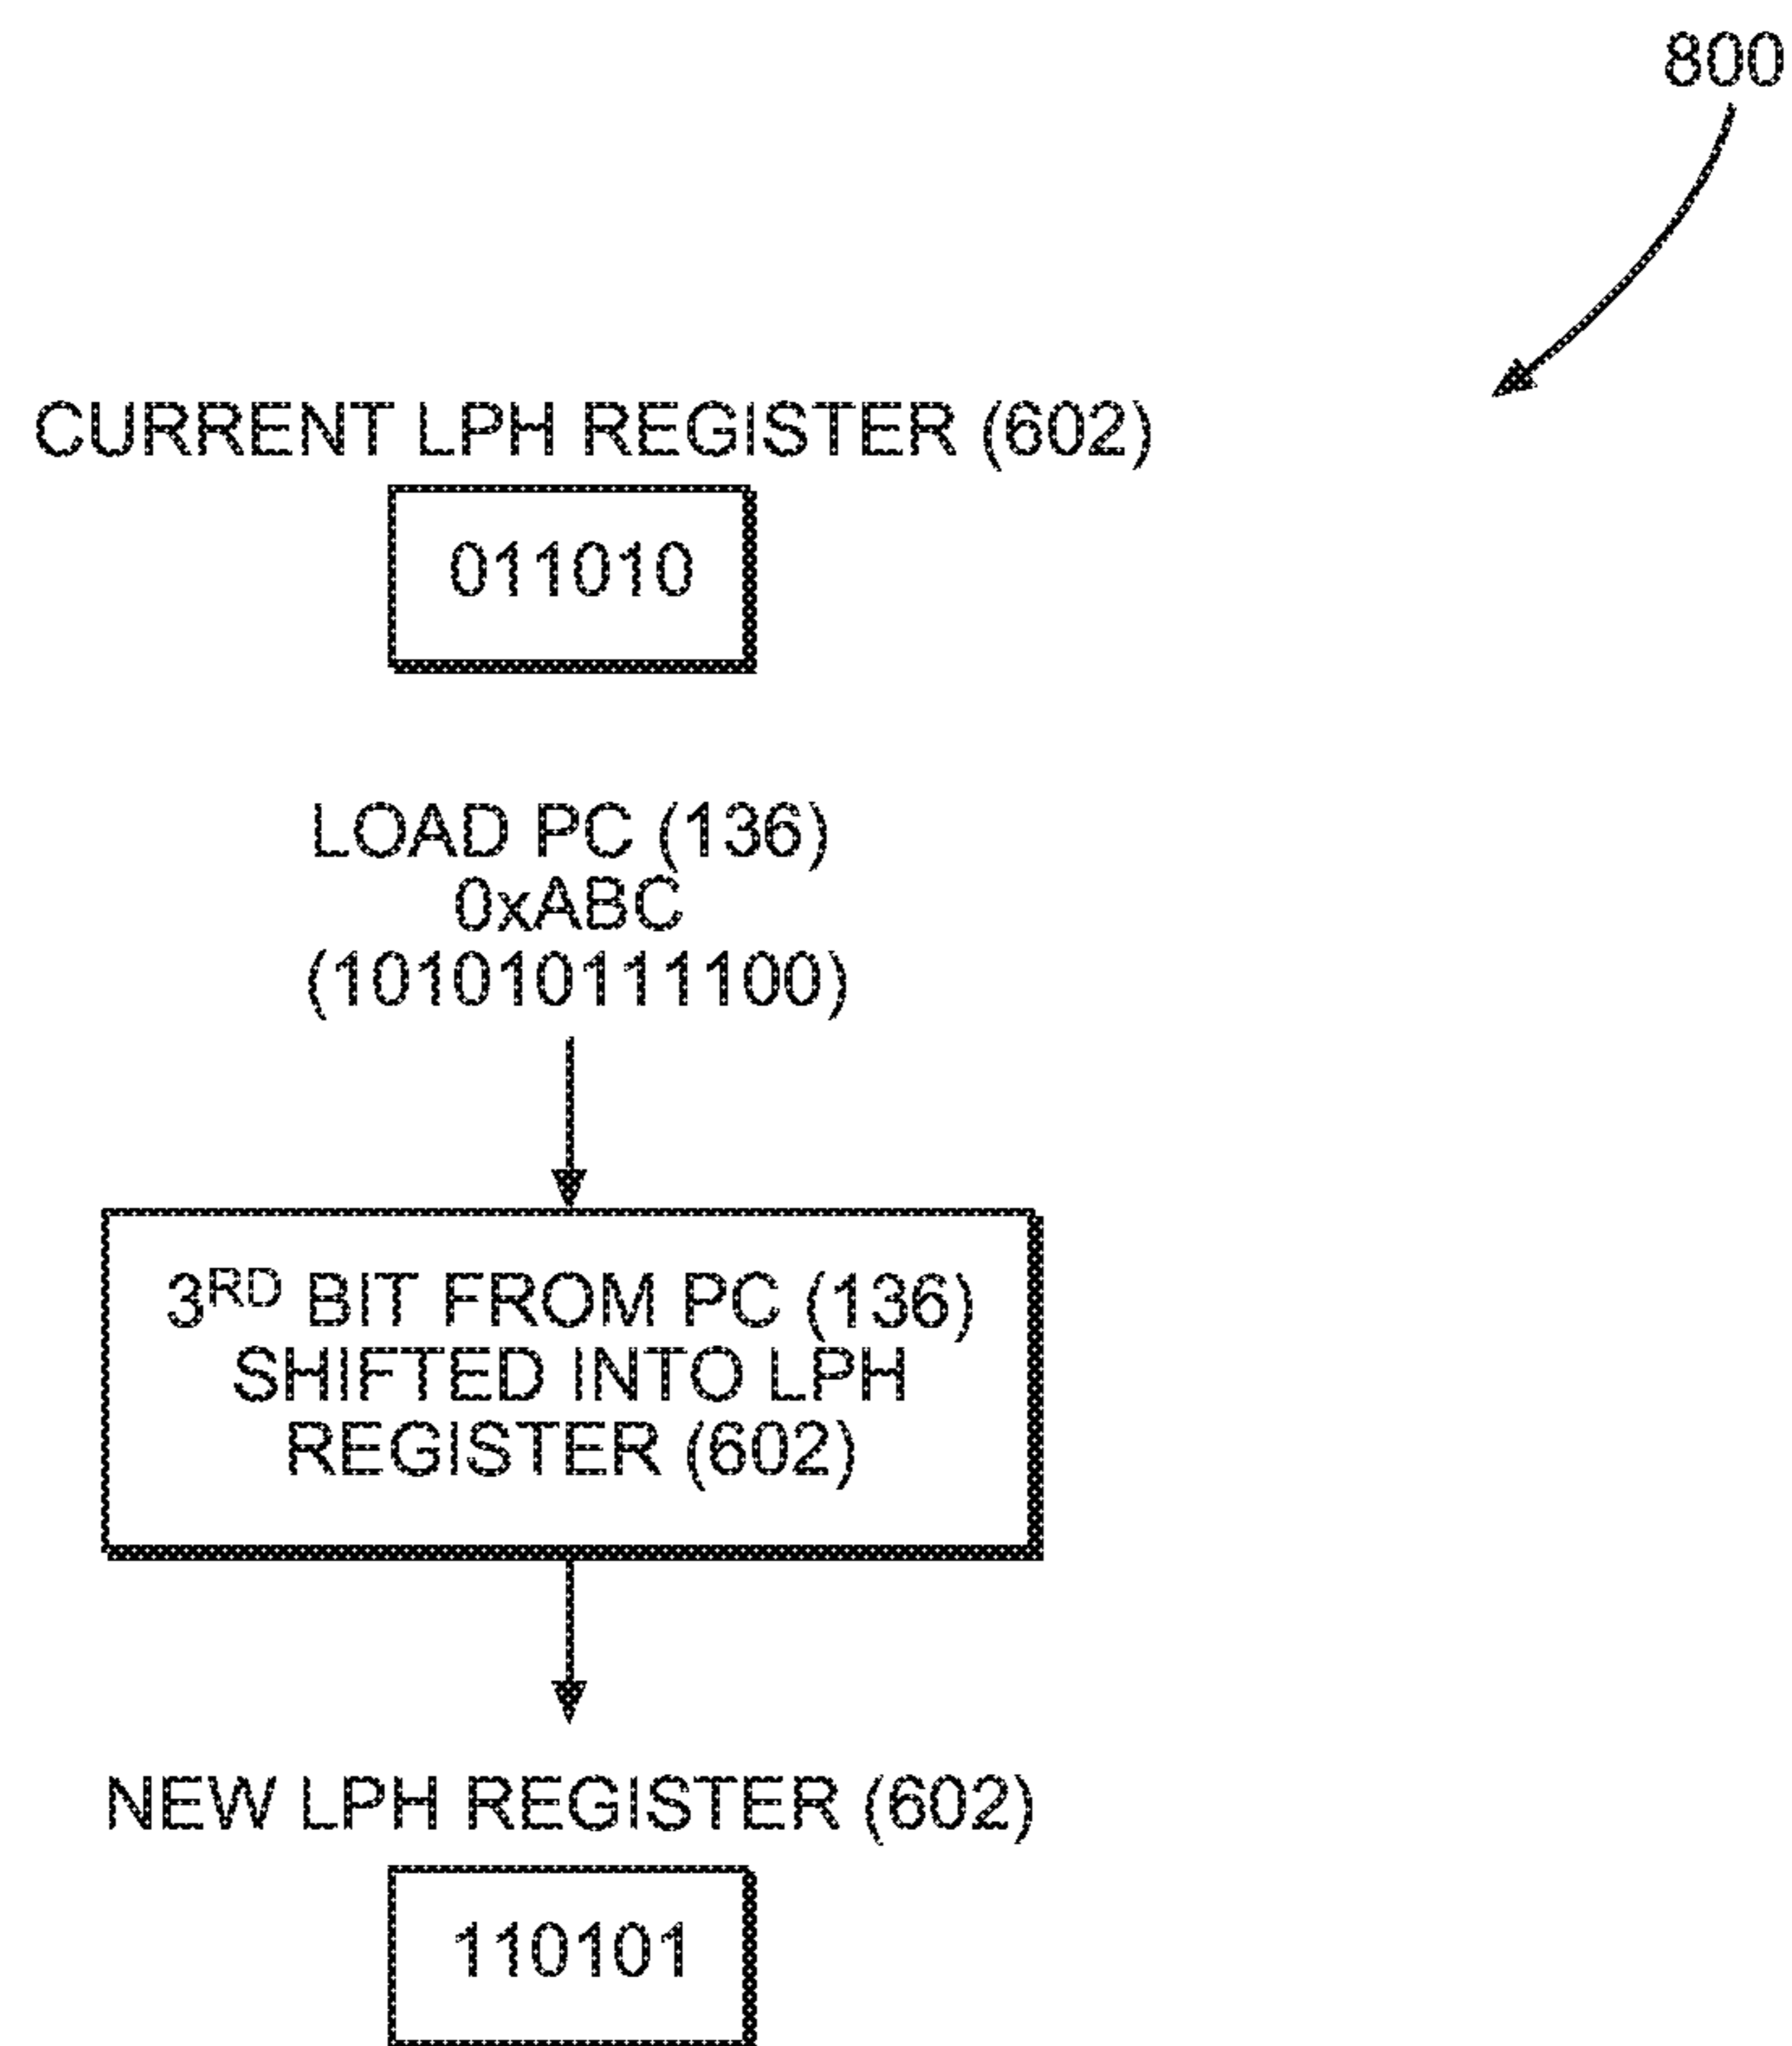 800
CURRENT LPH REGISTER (602)
011010
LOAD PC (136)
0xABC
(101010111100)
3RD BIT FROM PC (136)
SHIFTED INTO LPH
REGISTER (602)
NEW LPH REGISTER (602)
110101